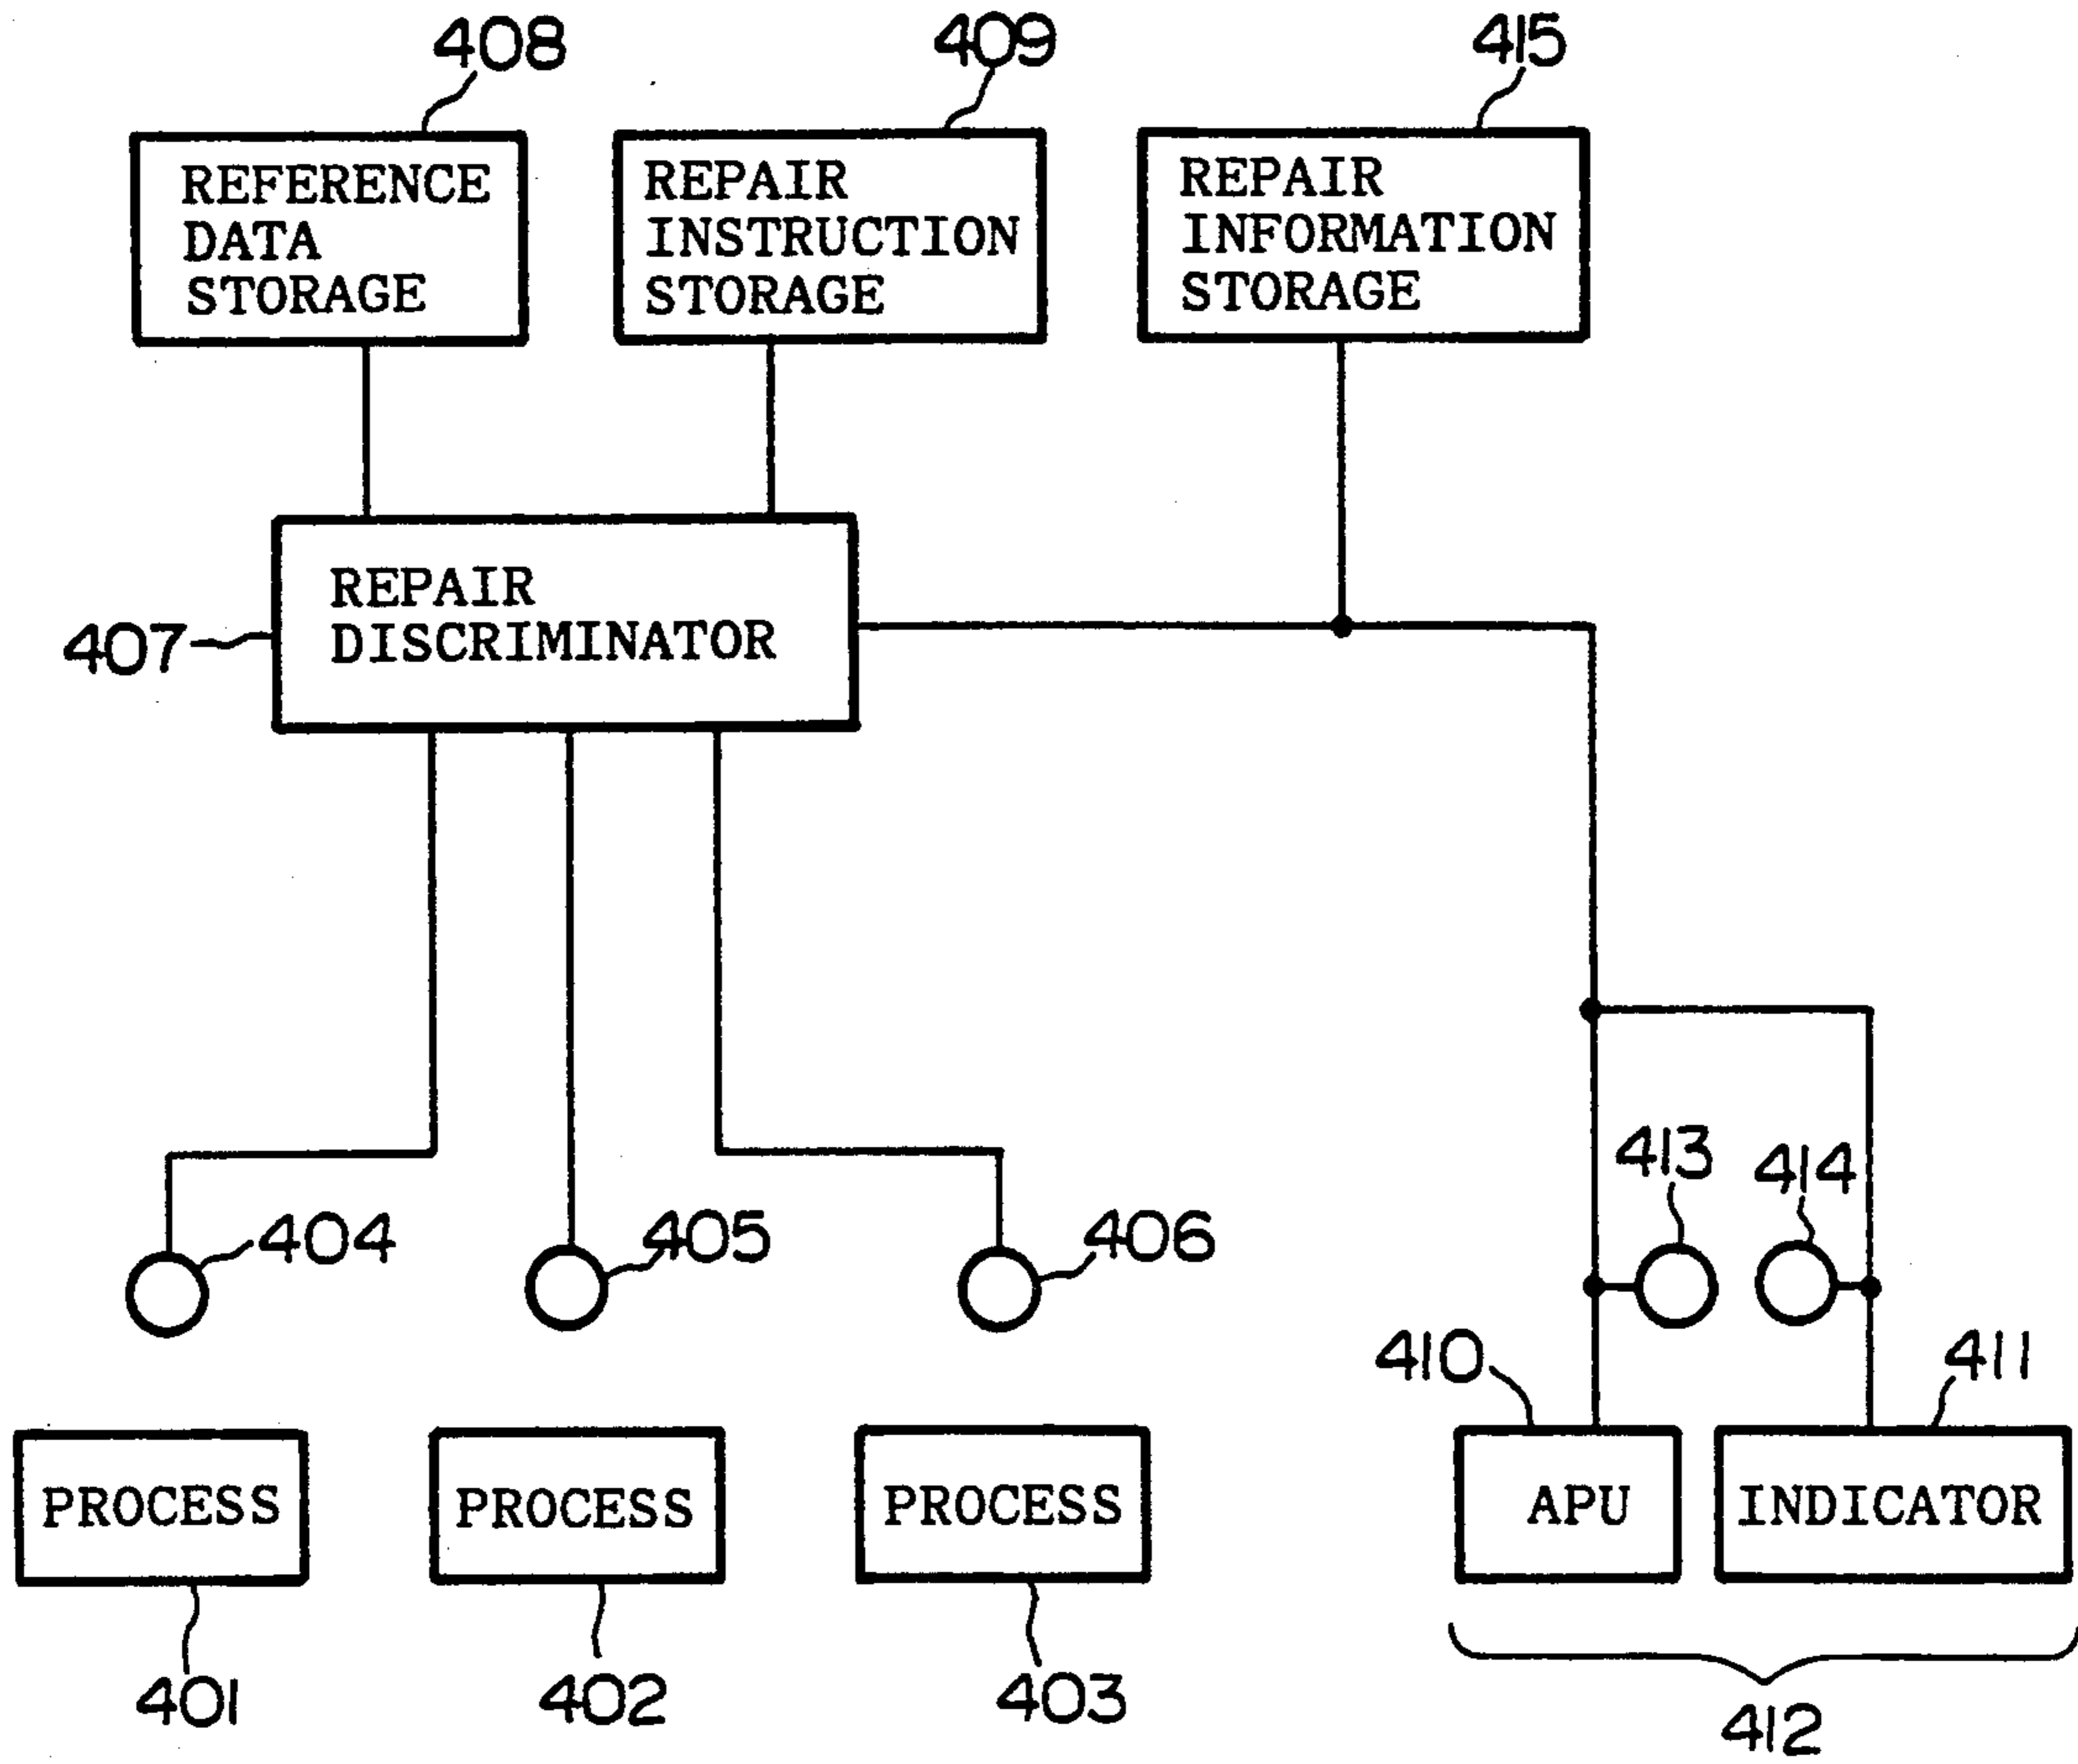 408
409
415
REFERENCE
DATA
STORAGE
REPAIR
INSTRUCTION
STORAGE
REPAIR
INFORMATION
STORAGE
407
REPAIR
DISCRIMINATOR
404
405
406
413
414
410
411
PROCESS
PROCESS
PROCESS
APU
INDICATOR
401
402
403
412